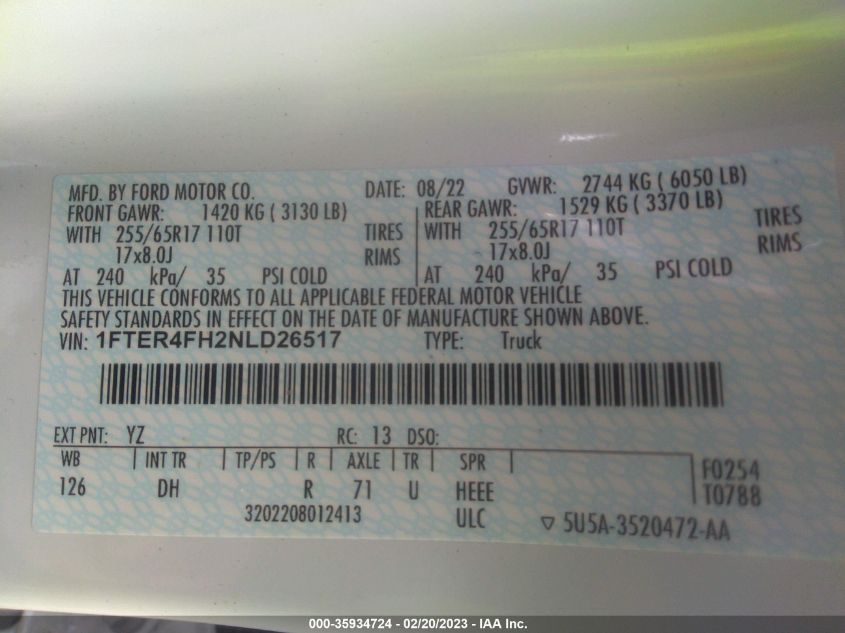 MFD. BY FORD MOTOR CO. DATE: 08/22 GVWR: 2744 KG ( 6050 LB)
FRONT GAWR: 1420 KG ( 3130 LB) REAR GAWR: 1529 KG ( 3370 LB)
WITH 255/65R17 110T TIRES WITH 255/65R17 110T TIRES
17x8.0J RIMS 17x8.0J RIMS
AT 240 kPa/ 35 PSI COLD AT 240 kPa/ 35 PSI COLD
THIS VEHICLE CONFORMS TO ALL APPLICABLE FEDERAL MOTOR VEHICLE
SAFETY STANDARDS IN EFFECT ON THE DATE OF MANUFACTURE SHOWN ABOVE.
VIN: 1FTER4FH2NLD26517 TYPE: Truck
EXT PNT: YZ RC: 13 DSO:
WB INT TR TP/PS R AXLE TR SPR F0254
126 DH R 71 U HEEE T0788
3202208012413 ULC 5U5A-3520472-AA
000-35934724 - 02/20/2023 - IAA Inc.